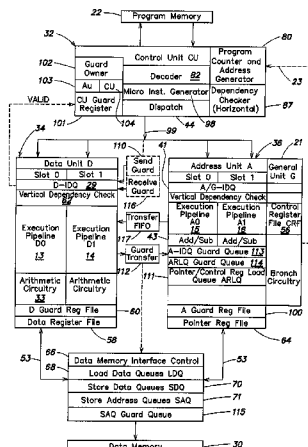 22
Program Memory
32
80
102
Guard Owner
Control Unit CU
Program Counter and Address Generator
103
Decoder 82
23
Au
CU
Micro Inst. Generator
Dependency Checker (Horizontal)
VALID
CU Guard Register
Dispatch
98
101
104
44
87
99
34
110
38
21
41
Data Unit D
Send Guard
Address Unit A
General Unit G
Slot 0
Slot 1
Slot 0
Slot 1
D-IDQ 29
Receive Guard
A/G-IDQ
Vertical Dependency Check
116
Vertical Dependency Check
Execution Pipeline D0
Execution Pipeline D1
Transfer FIFO
Execution Pipeline A0
Execution Pipeline A1
Control Register File CRF
15
16
56
43
Add/Sub
Add/Sub
117
13
14
Guard Transfer
A-IDQ Guard Queue 113
112
ARLQ Guard Queue 114
111
Pointer/Control Reg Load Queue ARLQ
Arithmetic Circuitry
33
Arithmetic Circuitry
Bronch Circuitry
D Guard Reg File
60
A Guard Reg File
100
Data Register File
58
Pointer Reg File
64
53
66
53
Data Memory Interface Control
68
Load Data Queues LDQ
Store Data Queues SDQ
70
Store Address Queues SAQ
71
SAQ Guard Queue
115
Data Memory
30